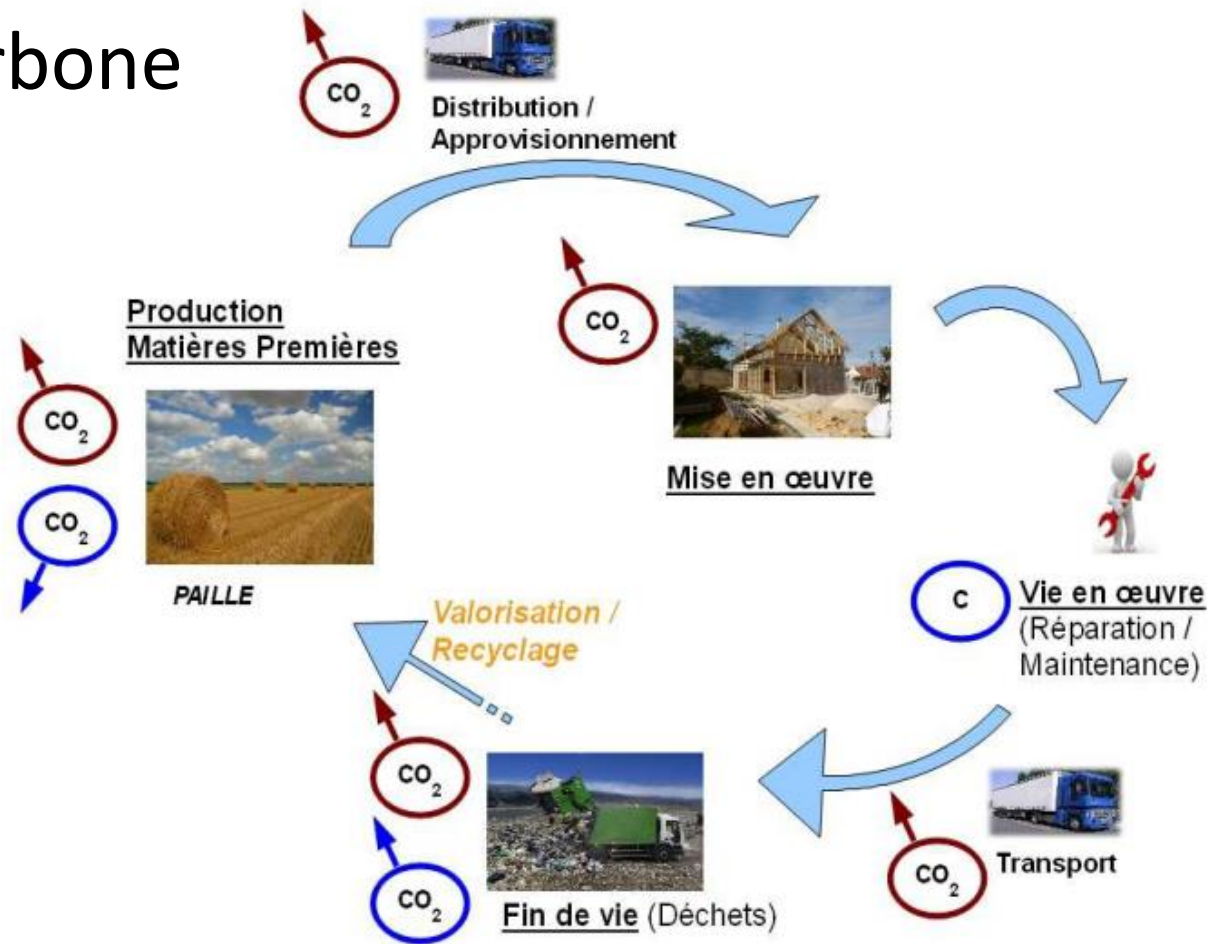 rbone
CO2
Distribution /
Approvisionnement
CO2
Production
Matières Premières
CO2
CO2
PAILLE
Mise en œuvre
C
Vie en œuvre
(Réparation /
Maintenance)
Valorisation /
Recyclage
CO2
CO2
Fin de vie (Déchets)
CO2
Transport